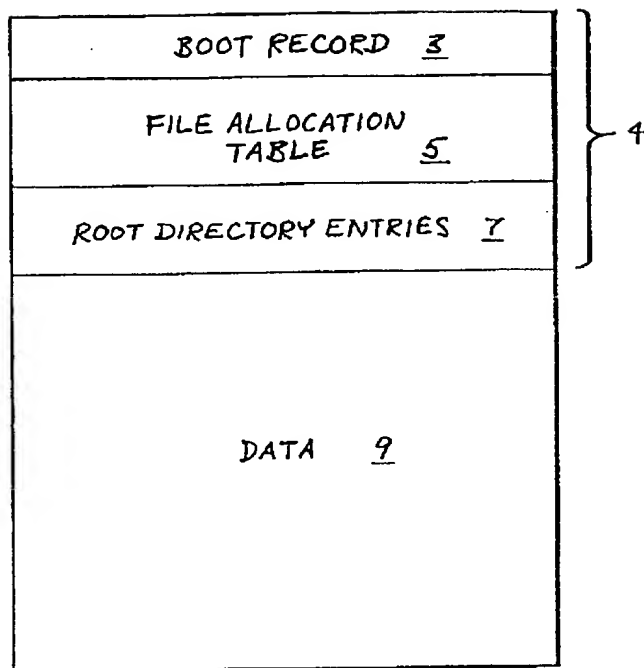 BOOT RECORD 3
4
FILE ALLOCATION
TABLE 5
ROOT DIRECTORY ENTRIES 7
DATA 9